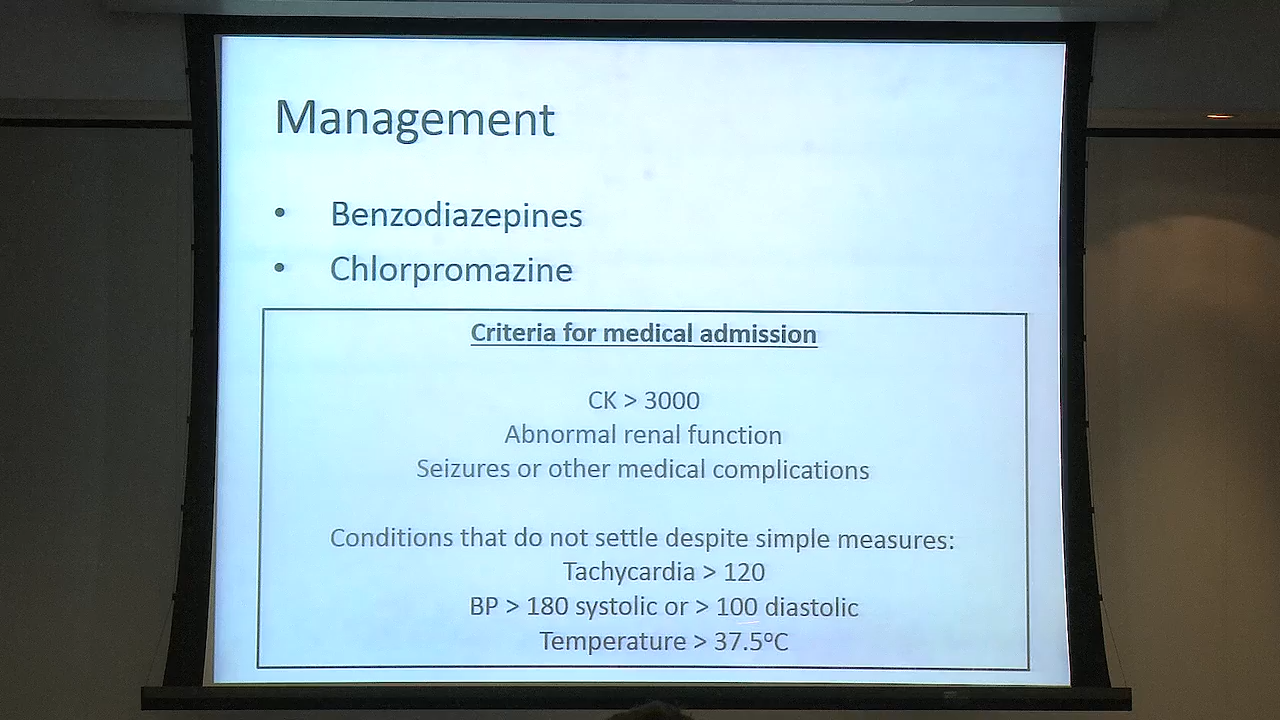 Management
• Benzodiazepines
• Chlorpromazine
Criteria for medical admission
CK > 3000
Abnormal renal function
Seizures or other medical complications
Conditions that do not settle despite simple measures:
Tachycardia > 120
BP > 180 systolic or > 100 diastolic
Temperature > 37.5ºC